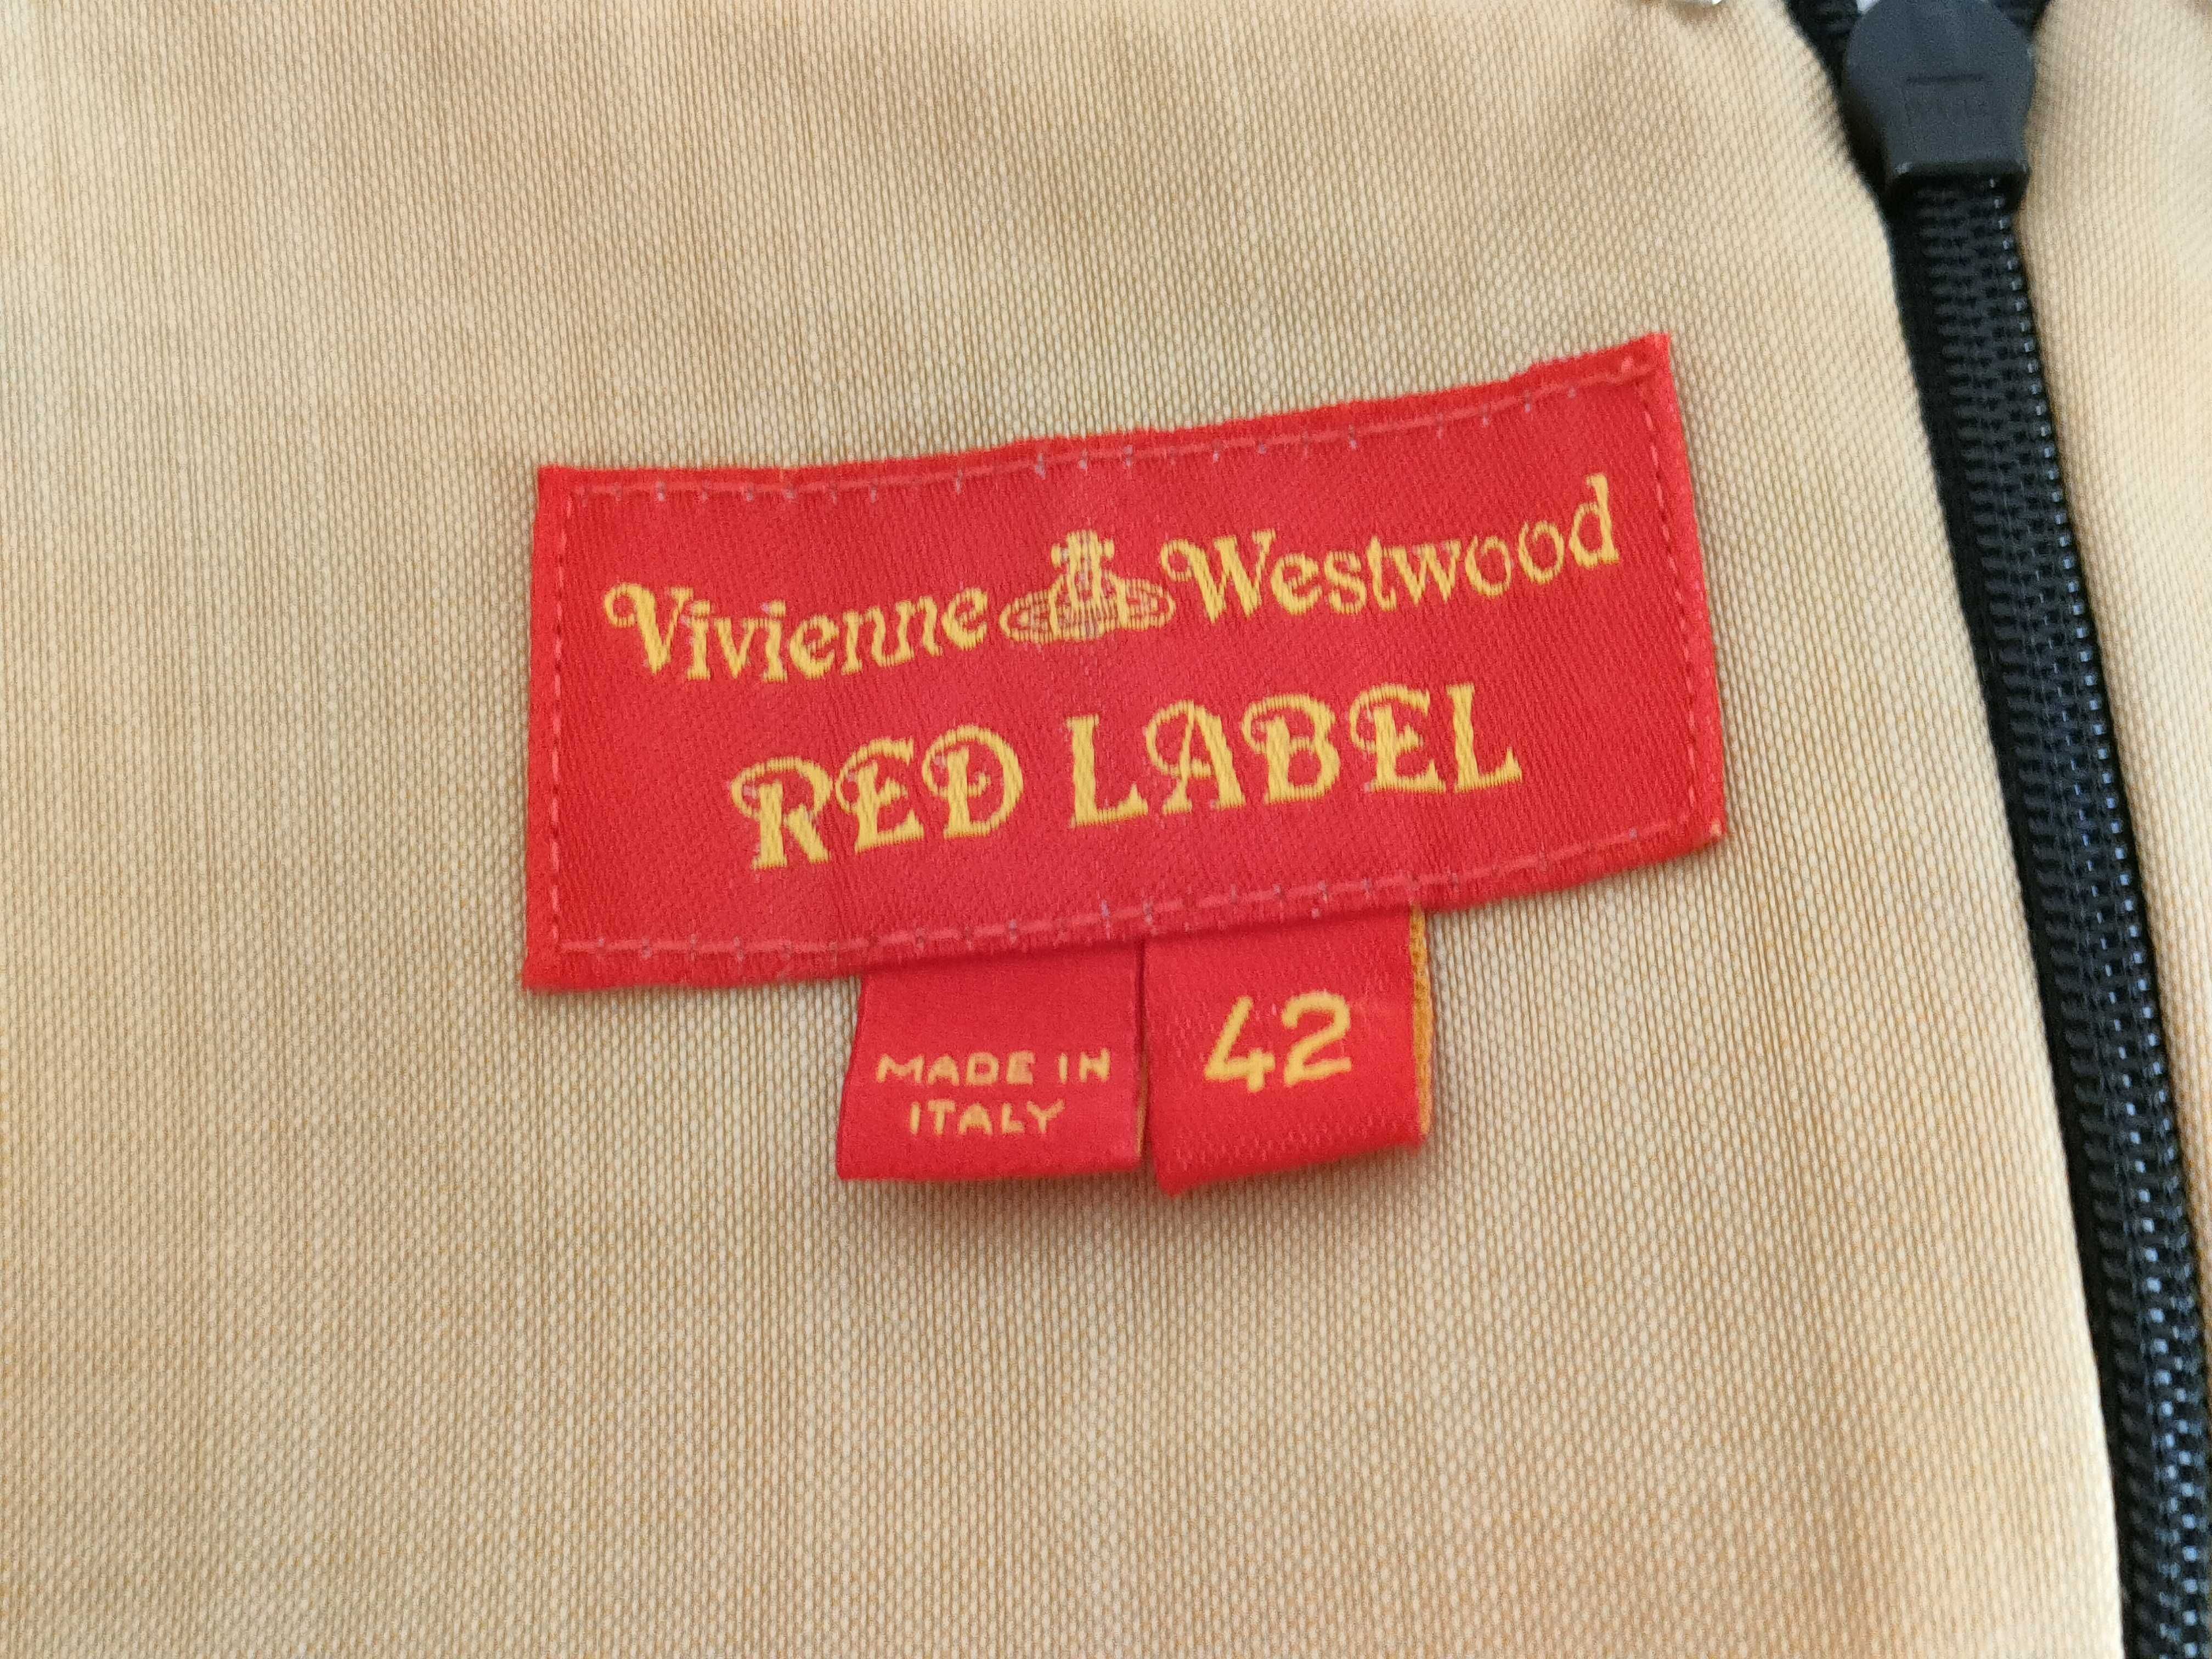 Vivienne Westwood
RED LABEL
MADE IN
ITALY
42